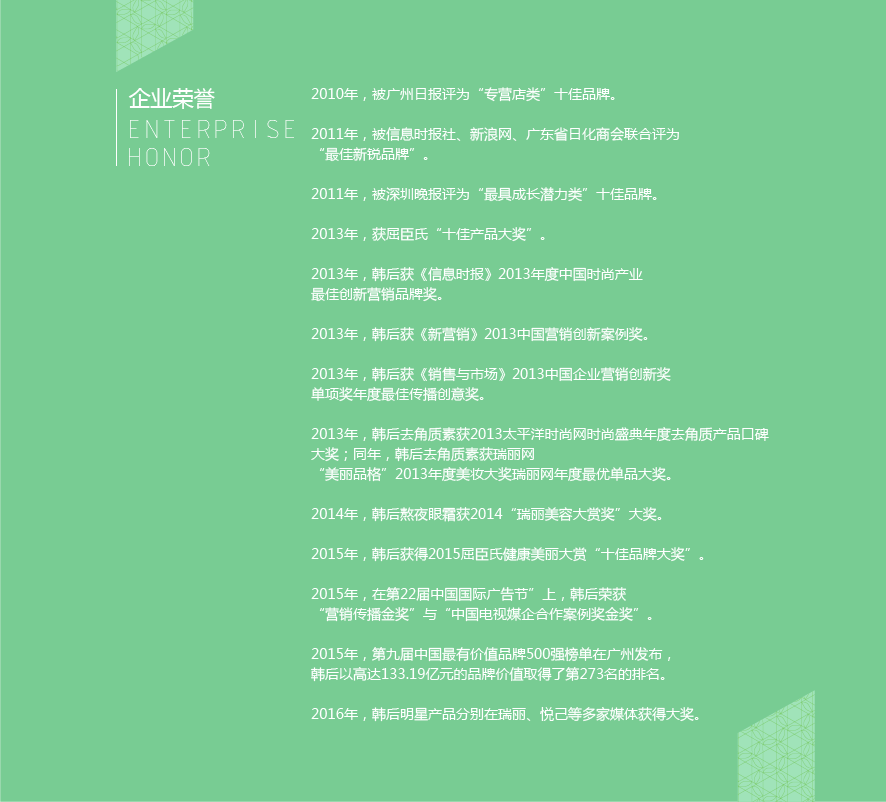 企业荣誉
ENTERPRISE
HONOR
2010年，被广州日报评为“专营店类”十佳品牌。
2011年，被信息时报社、新浪网、广东省日化商会联合评为
“最佳新锐品牌”。
2011年，被深圳晚报评为“最具成长潜力类”十佳品牌。
2013年，获屈臣氏“十佳产品大奖”。
2013年，韩后获《信息时报》2013年度中国时尚产业
最佳创新营销品牌奖。
2013年，韩后获《新营销》2013中国营销创新案例奖。
2013年，韩后获《销售与市场》2013中国企业营销创新奖
单项奖年度最佳传播创意奖。
2013年，韩后去角质素获2013太平洋时尚网时尚盛典年度去角质产品口碑
大奖；同年，韩后去角质素获瑞丽网
“美丽品格”2013年度美妆大奖瑞丽网年度最优单品大奖。
2014年，韩后熬夜眼霜获2014“瑞丽美容大赏奖”大奖。
2015年，韩后获得2015屈臣氏健康美丽大赏“十佳品牌大奖”。
2015年，在第22届中国国际广告节”上，韩后荣获
“营销传播金奖”与“中国电视媒企合作案例奖金奖”。
2015年，第九届中国最有价值品牌500强榜单在广州发布，
韩后以高达133.19亿元的品牌价值取得了第273名的排名。
2016年，韩后明星产品分别在瑞丽、悦己等多家媒体获得大奖。